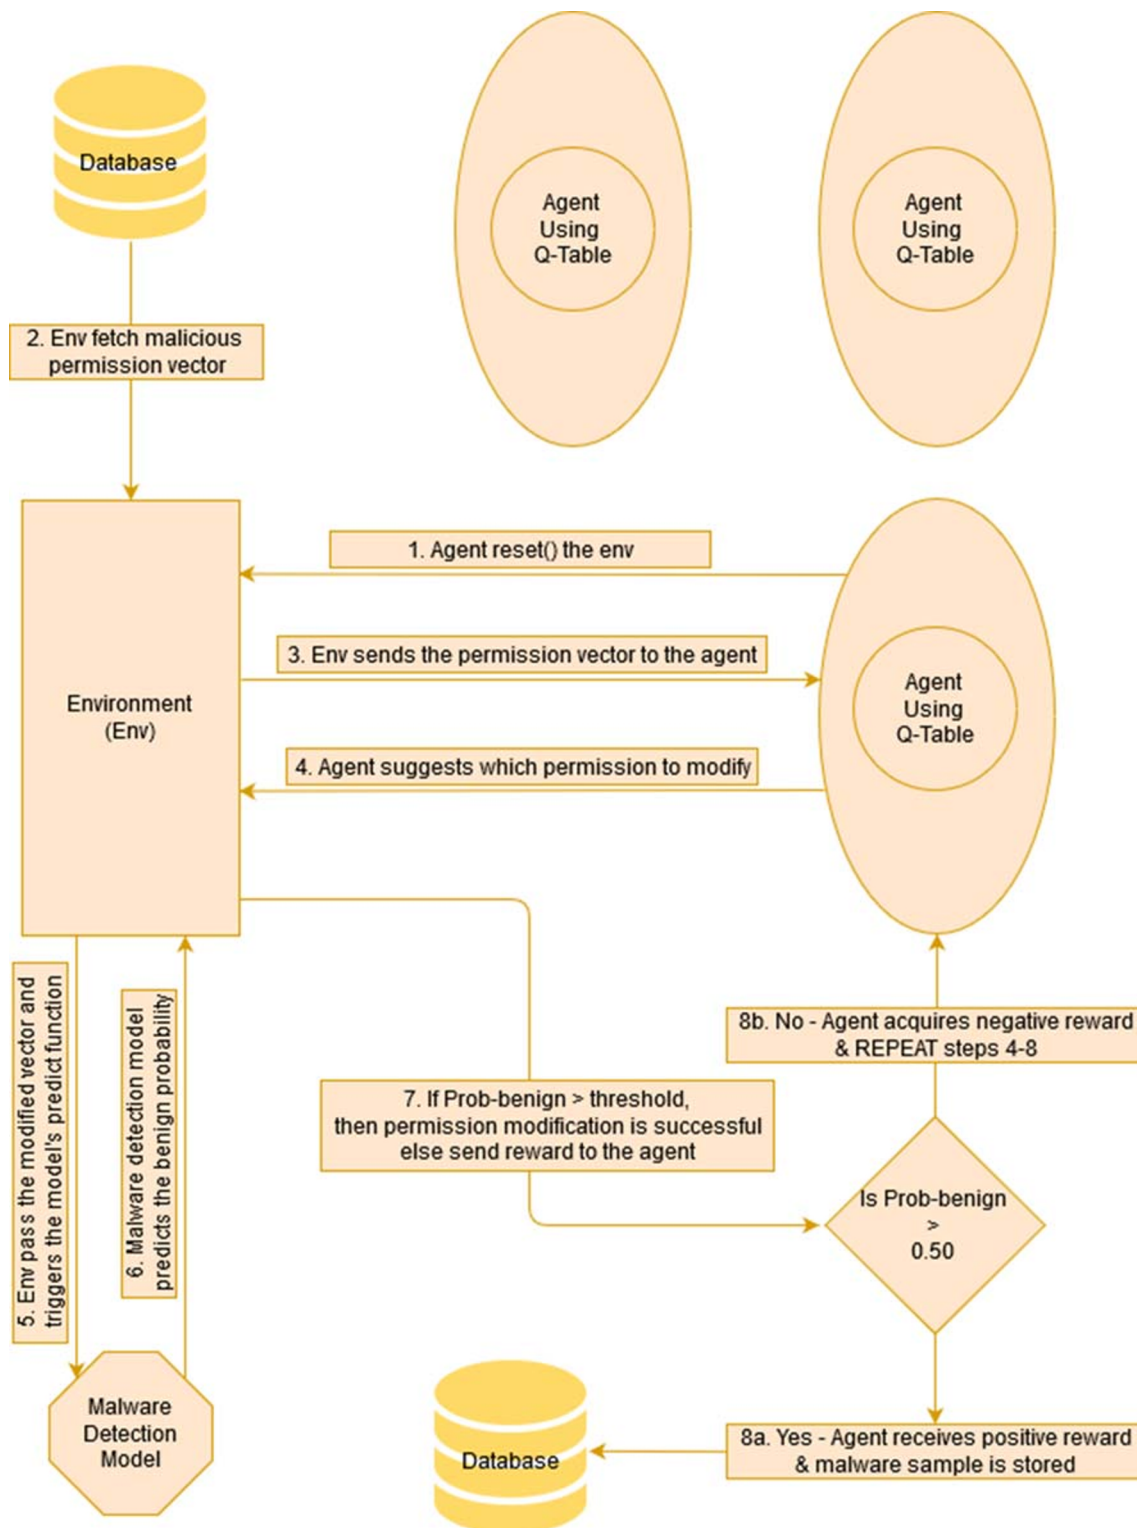 Database
Agent
Using
Q-Table
Agent
Using
Q-Table
2. Env fetch malicious
permission vector
1. Agent reset() the env
3. Env sends the permission vector to the agent
Environment
(Env)
Agent
Using
Q-Table
4. Agent suggests which permission to modify
5. Env pass the modified vector and
triggers the model's predict function
6. Malware detection model
predicts the benign probability
8b. No - Agent acquires negative reward
& REPEAT steps 4-8
7. If Prob-benign > threshold,
then permission modification is successful
else send reward to the agent
Is Prob-benign
>
0.50
Malware
Detection
Model
Database
8a. Yes - Agent receives positive reward
& malware sample is stored